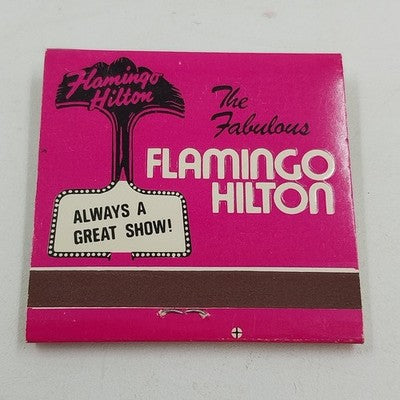 Flamingo
Hilton
ALWAYS A
GREAT SHOW!
The
Fabulous
FLAMINGO
HILTON